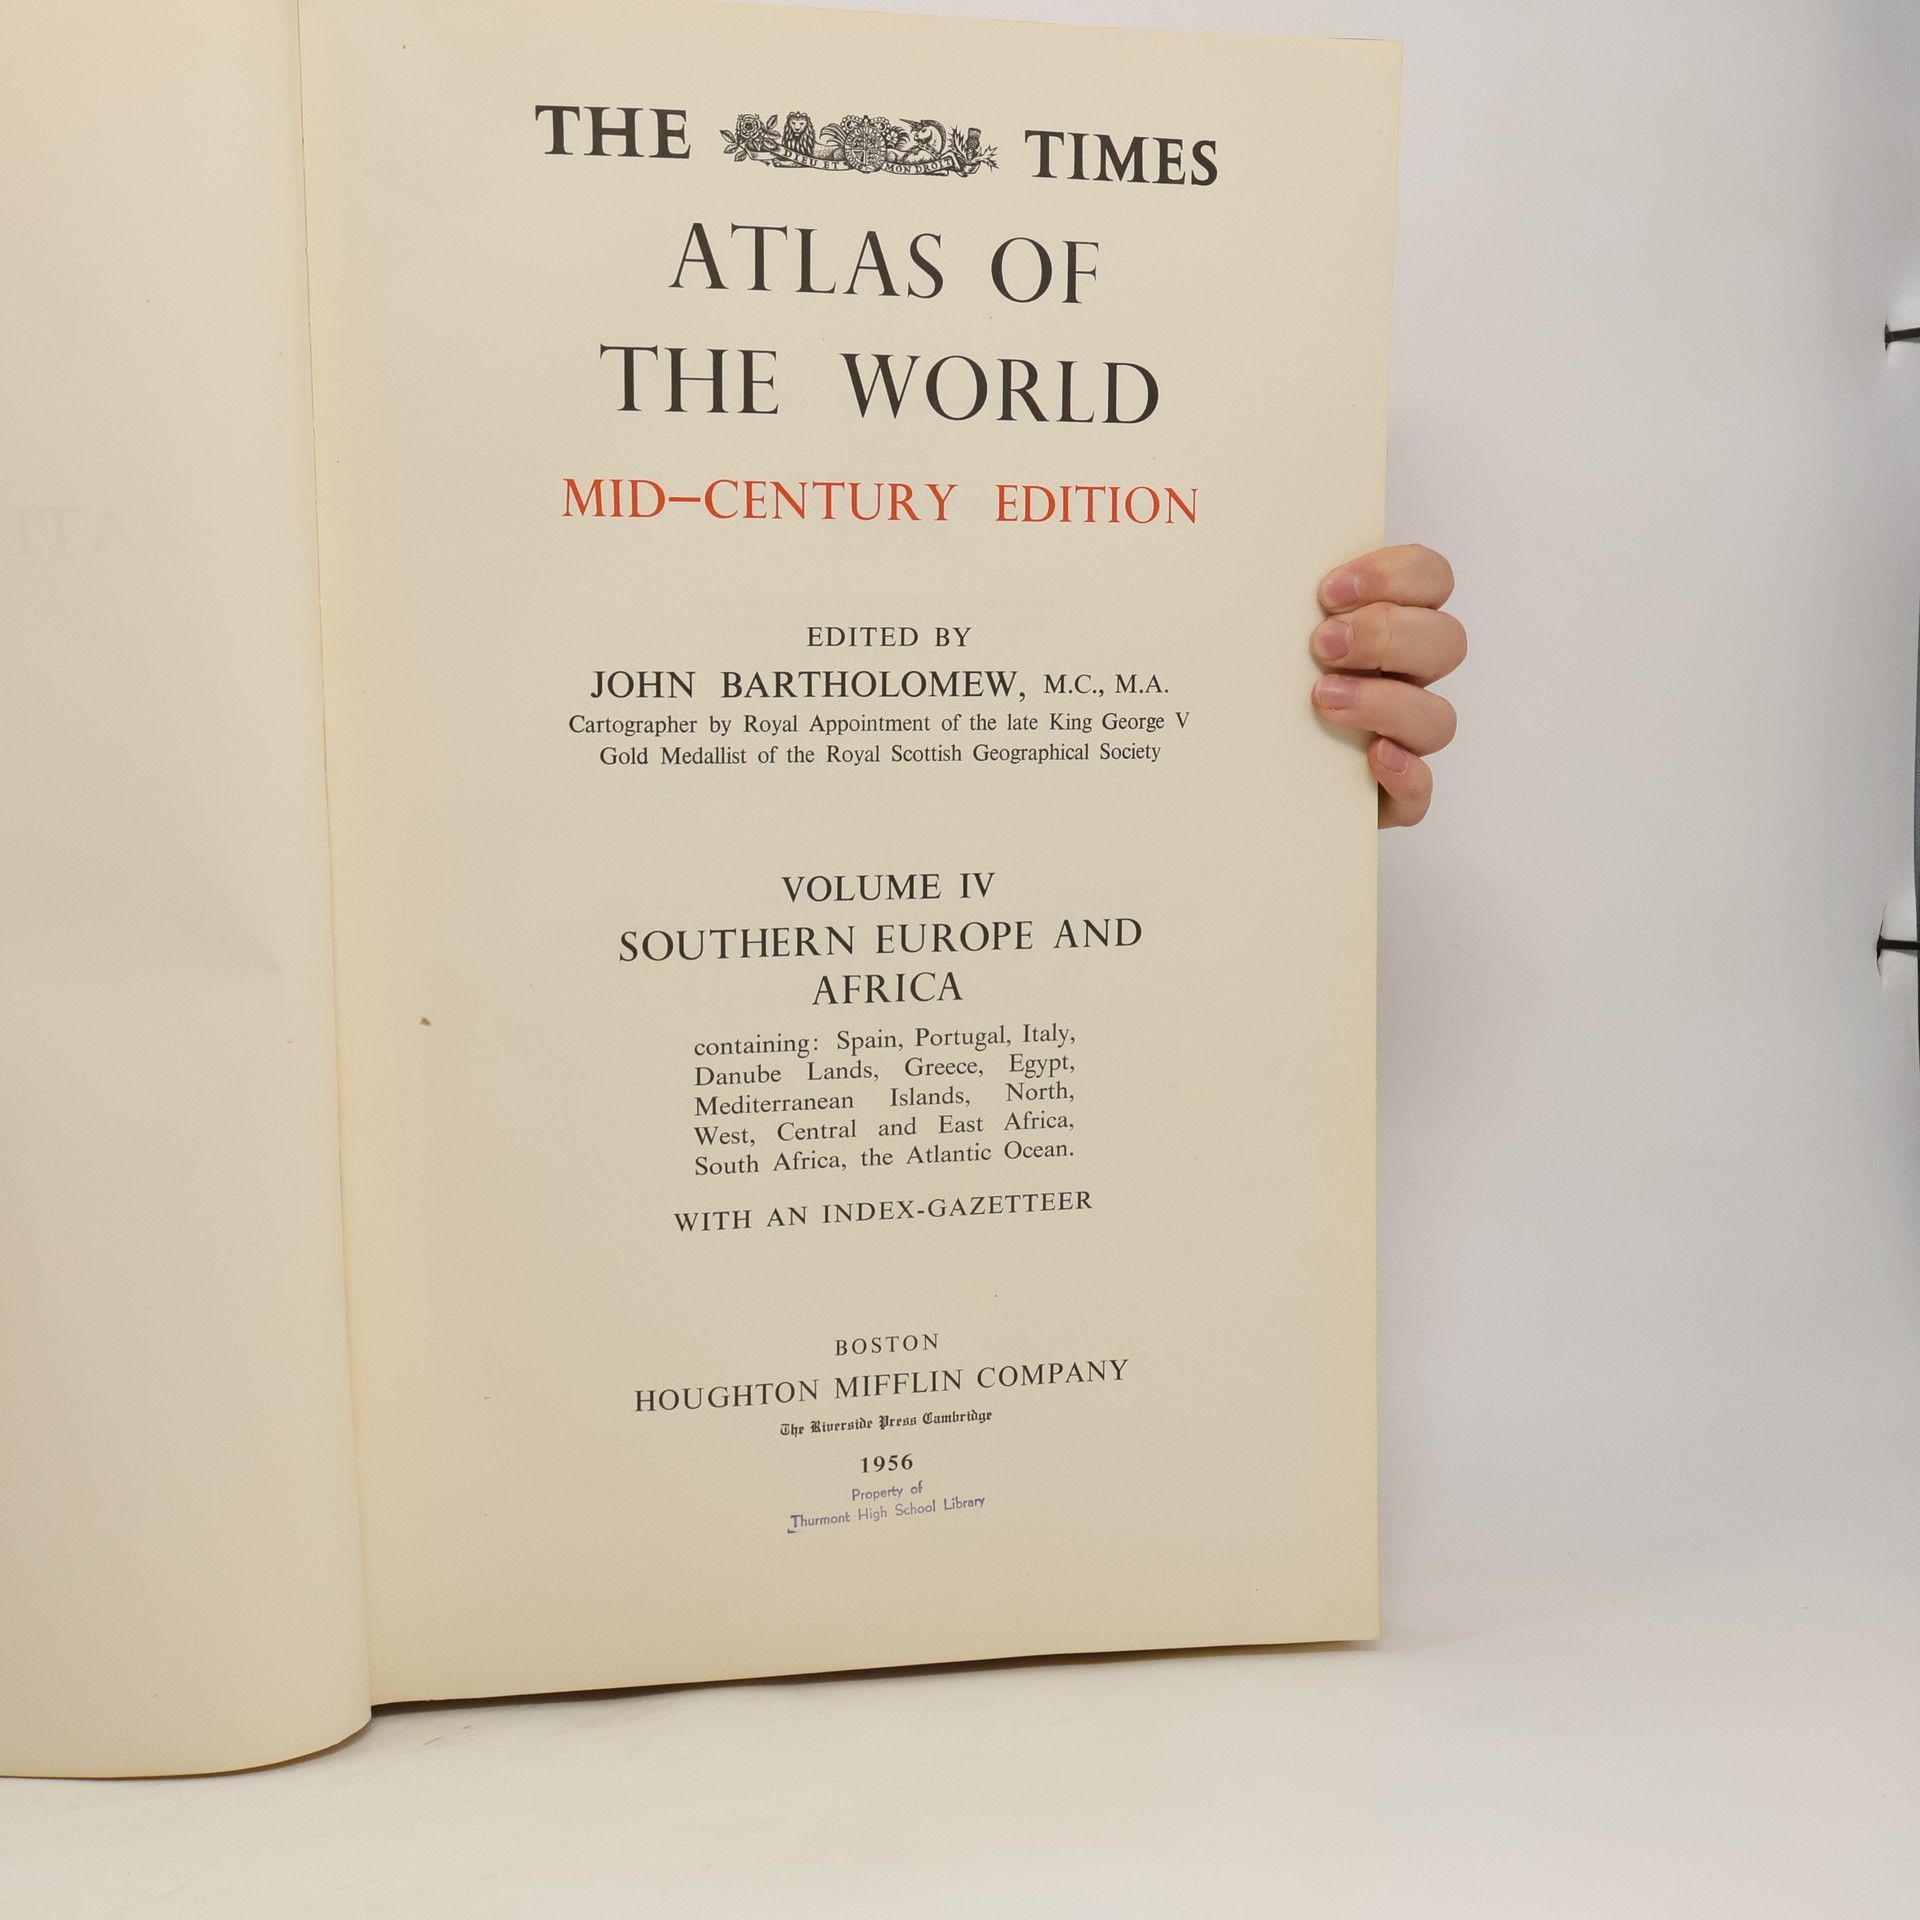 THE TIMES
DIEU ET MON DROIT
ATLAS OF
THE WORLD
MID–CENTURY EDITION
EDITED BY
JOHN BARTHOLOMEW, M.C., M.A.
Cartographer by Royal Appointment of the late King George V
Gold Medallist of the Royal Scottish Geographical Society
VOLUME IV
SOUTHERN EUROPE AND
AFRICA
containing: Spain, Portugal, Italy,
Danube Lands, Greece, Egypt,
Mediterranean Islands, North,
West, Central and East Africa,
South Africa, the Atlantic Ocean.
WITH AN INDEX-GAZETTEER
BOSTON
HOUGHTON MIFFLIN COMPANY
The Riverside Press Cambridge
1956
Property of
Thurmont High School Library